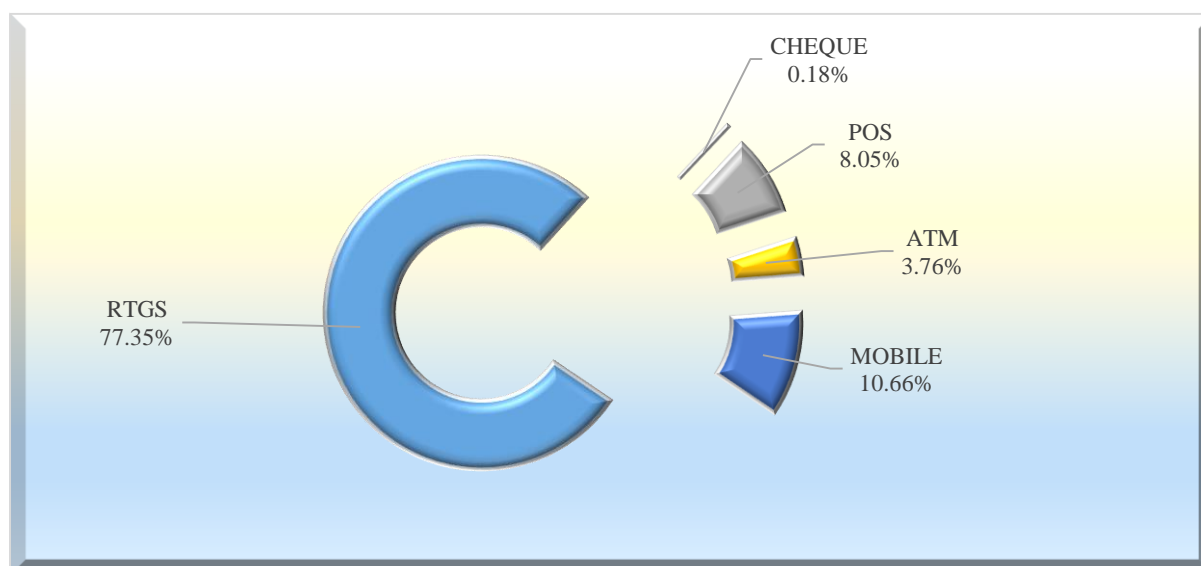 CHEQUE
0.18%
POS
8.05%
ATM
3.76%
RTGS
77.35%
MOBILE
10.66%